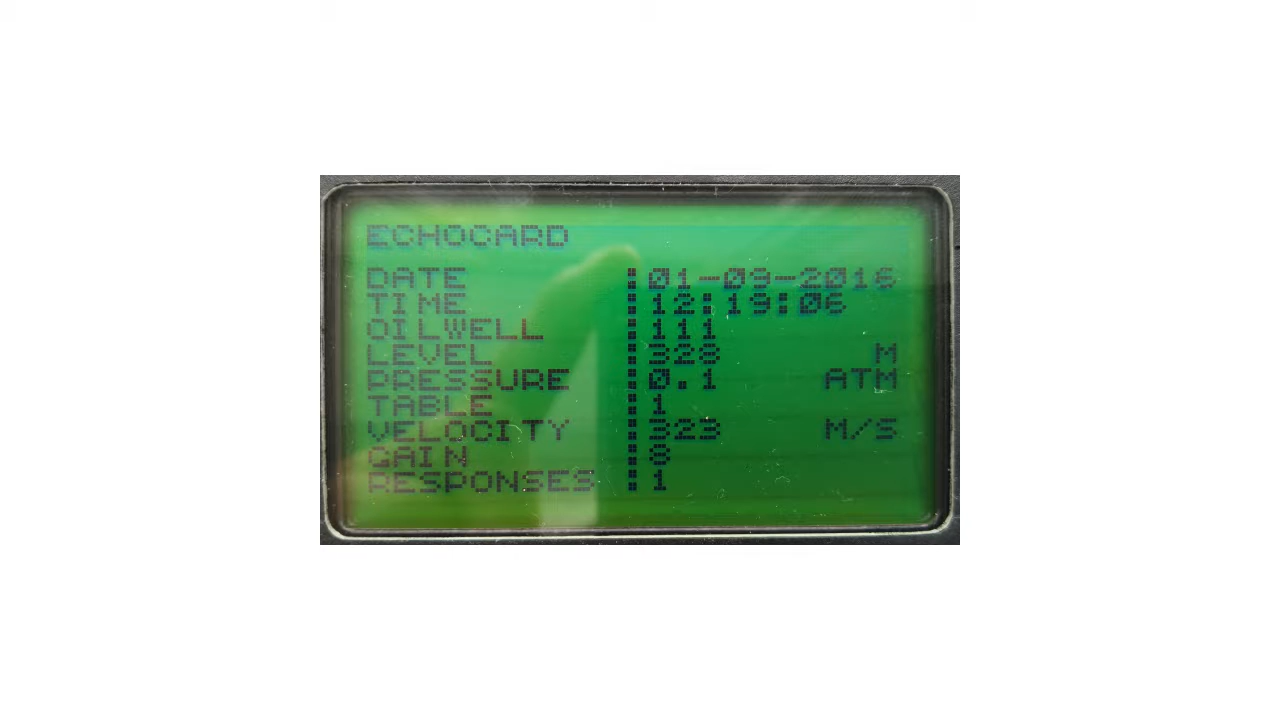 ECHOCARD
DATE :01-09-2016
TIME :12:19:06
OILWELL :111
LEVEL :328 M
PRESSURE :0.1 ATM
TABLE :1
VELOCITY :323 M/S
GAIN :8
RESPONSES :1